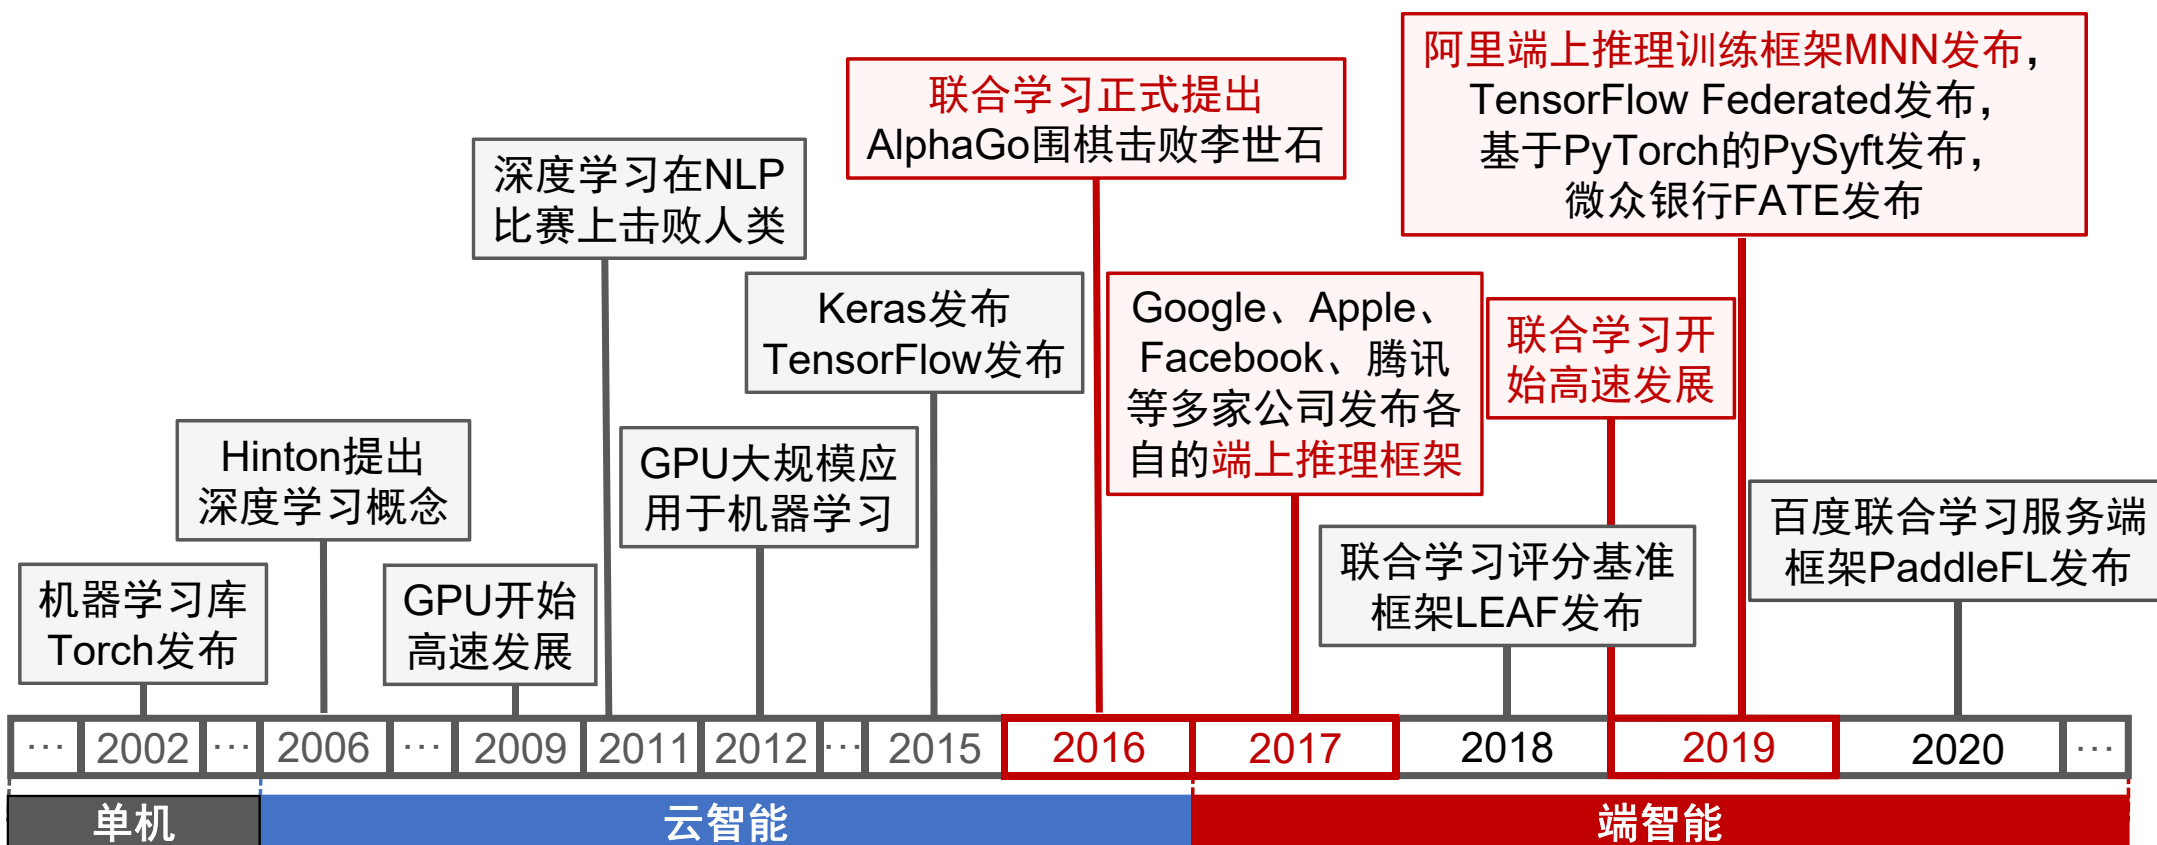 阿里端上推理训练框架MNN发布，
TensorFlow Federated发布，
基于PyTorch的PySyft发布，
微众银行FATE发布
联合学习正式提出
AlphaGo围棋击败李世石
深度学习在NLP
比赛上击败人类
Keras发布
TensorFlow发布
Google、Apple、
Facebook、腾讯
等多家公司发布各
自的端上推理框架
联合学习开
始高速发展
Hinton提出
深度学习概念
GPU大规模应
用于机器学习
百度联合学习服务端
框架PaddleFL发布
联合学习评分基准
框架LEAF发布
机器学习库
Torch发布
GPU开始
高速发展
… 2002 … 2006 … 2009 2011 2012 … 2015 2016 2017 2018 2019 2020 …
单机 云智能 端智能